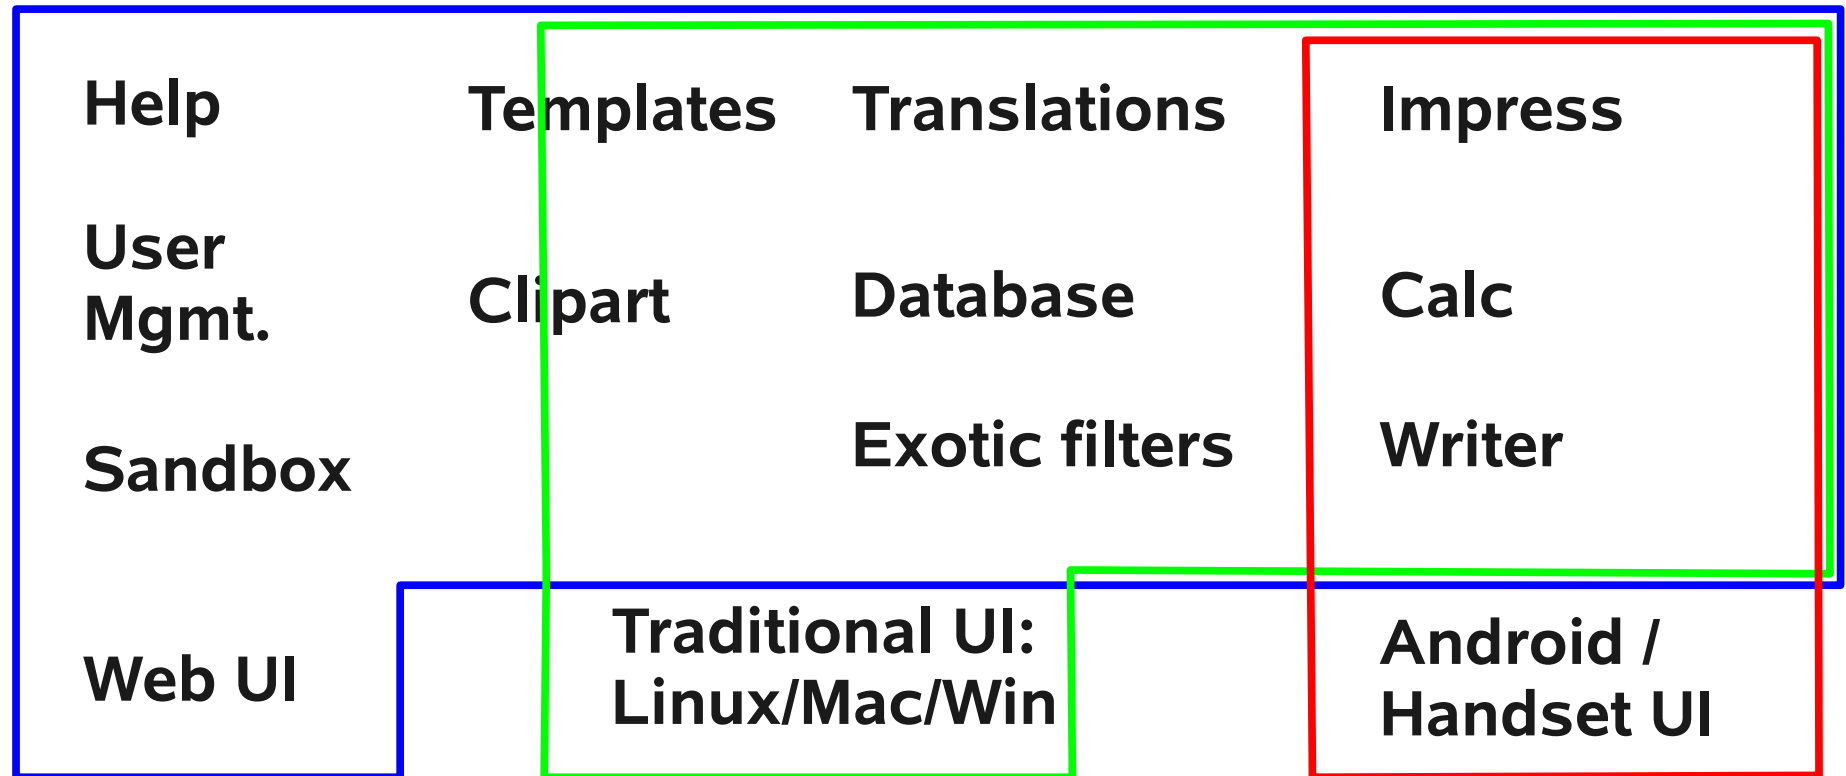 Help
Templates
Translations
Impress
User
Mgmt.
Clipart
Database
Calc
Sandbox
Exotic filters
Writer
Web UI
Traditional UI:
Linux/Mac/Win
Android /
Handset UI